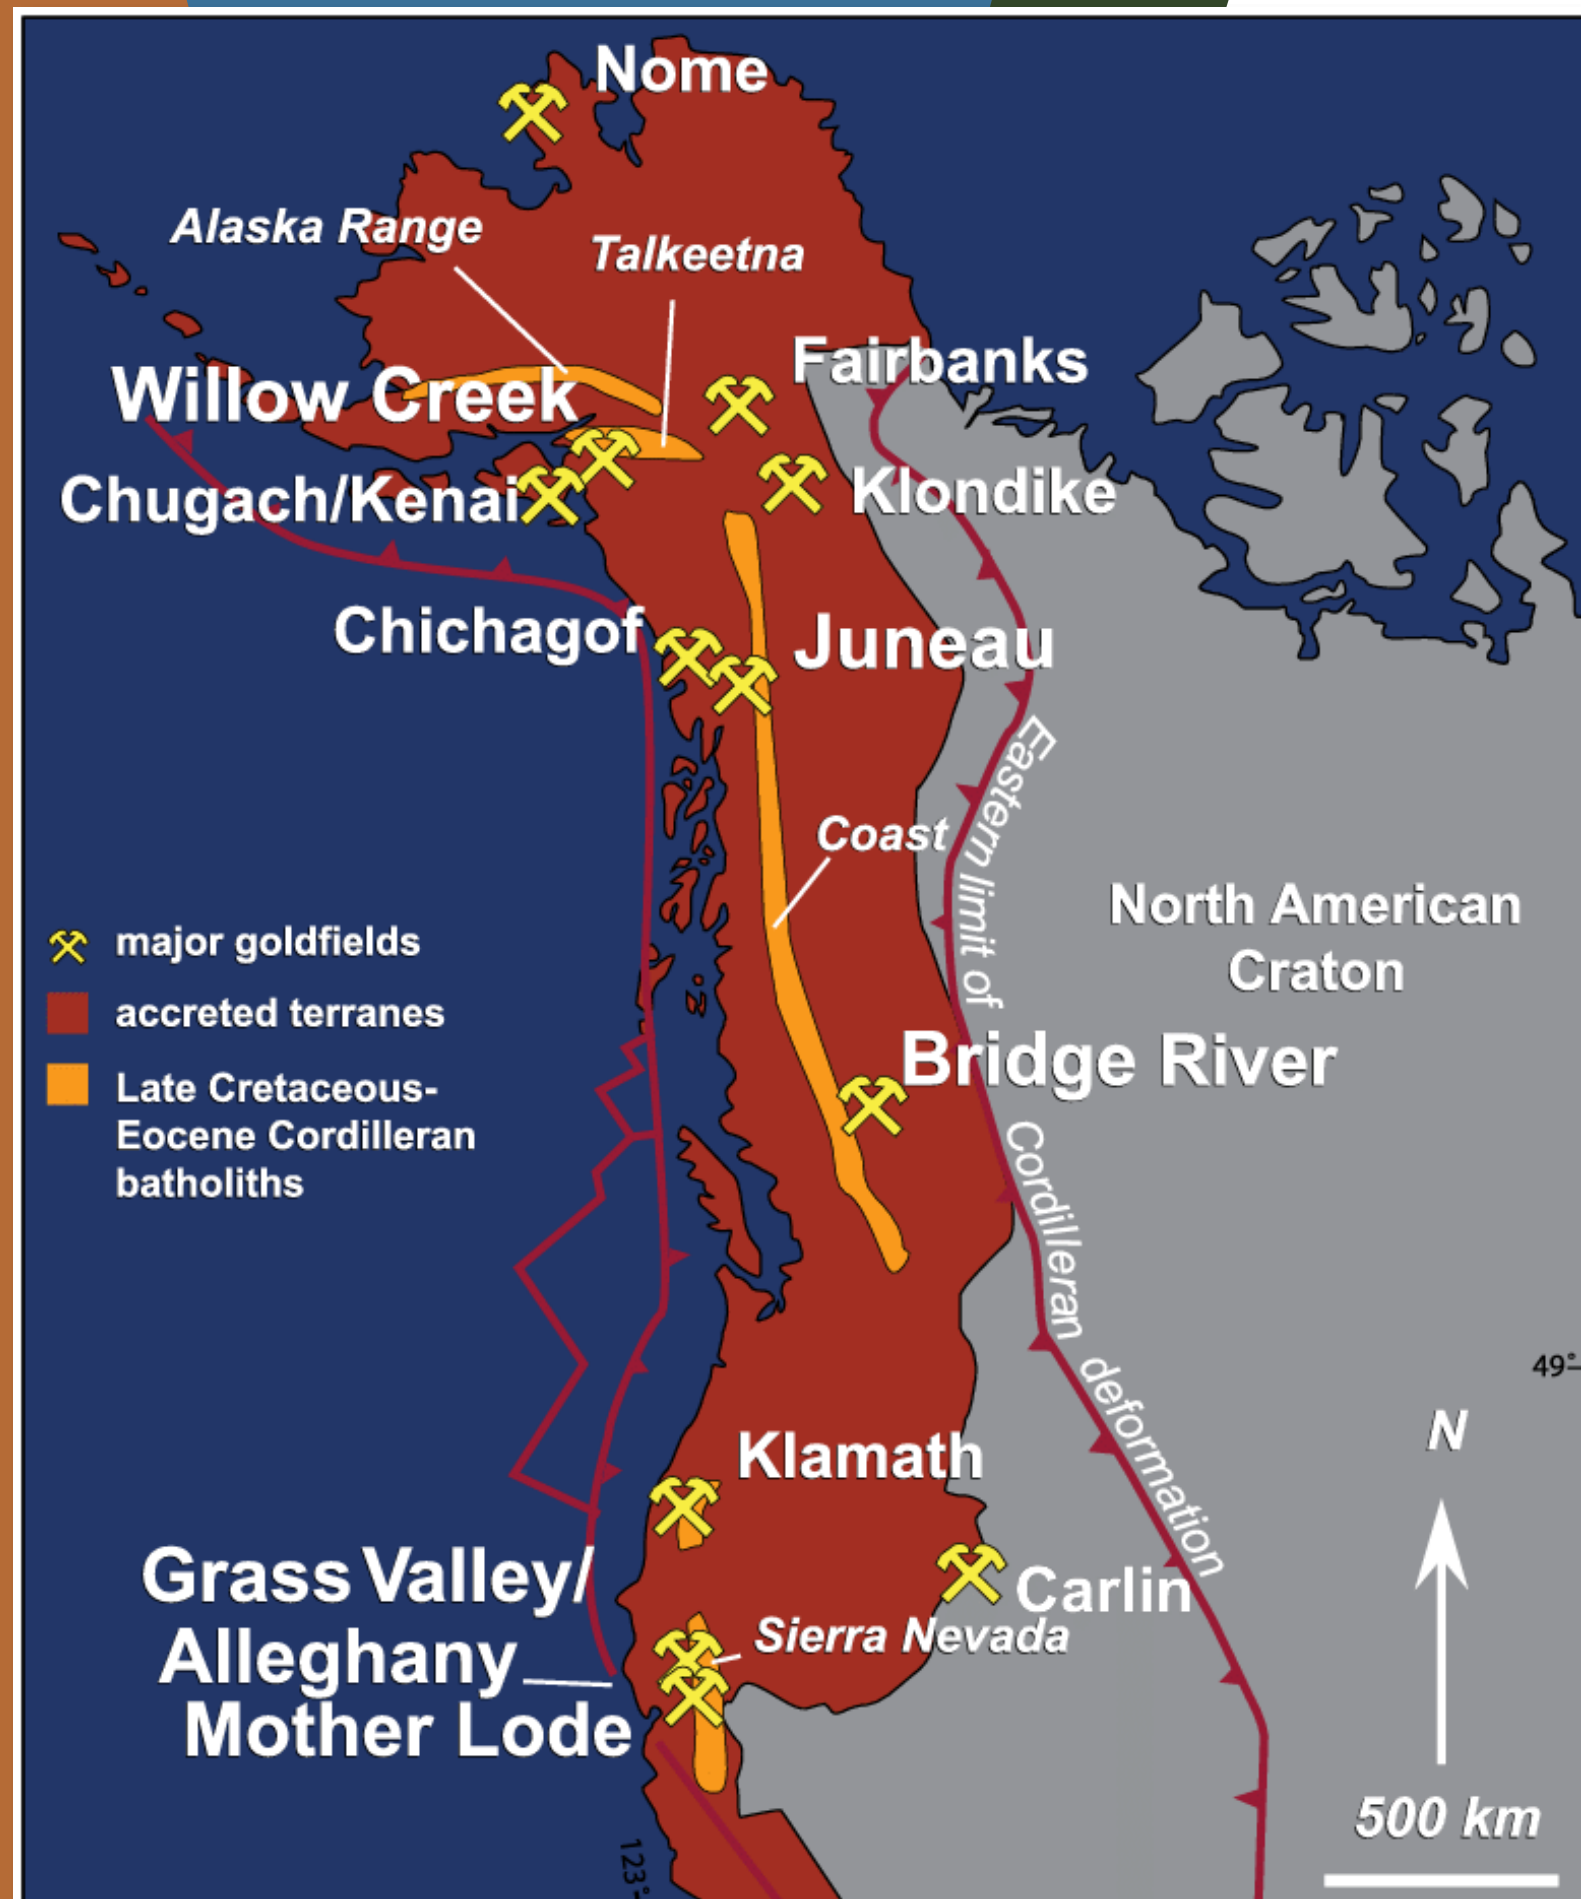 Nome
Alaska Range
Talkeetna
Fairbanks
Willow Creek
Klondike
Chugach/Kenai
Chichagof
Juneau
Eastern limit of Cordilleran deformation
Coast
North American
Craton
major goldfields
accreted terranes
Late Cretaceous-
Eocene Cordilleran
batholiths
Bridge River
49°
N
Klamath
Grass Valley/
Alleghany
Carlin
Sierra Nevada
Mother Lode
500 km
123°